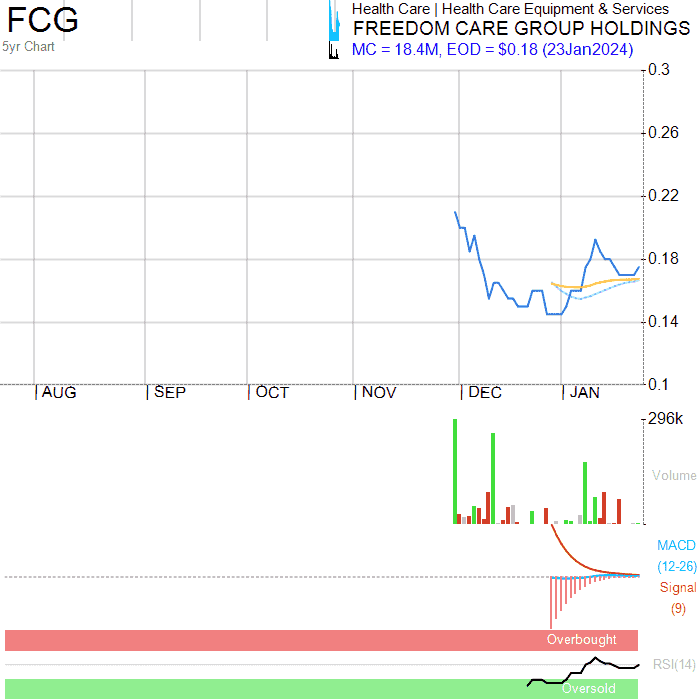 FCG
5yr Chart
Health Care | Health Care Equipment & Services
FREEDOM CARE GROUP HOLDINGS
MC = 18.4M, EOD = $0.18 (23Jan2024)
0.3
0.26
0.22
0.18
0.14
0.1
AUG SEP OCT NOV DEC JAN
296k
Volume
MACD
(12-26)
Signal
(9)
Overbought
RSI(14)
Oversold